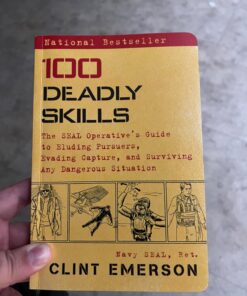 National Bestseller
100
DEADLY
SKILLS
The SEAL Operative's Guide
to Eluding Pursuers,
Evading Capture, and Surviving
Any Dangerous Situation
Navy SEAL, Ret.
CLINT EMERSON